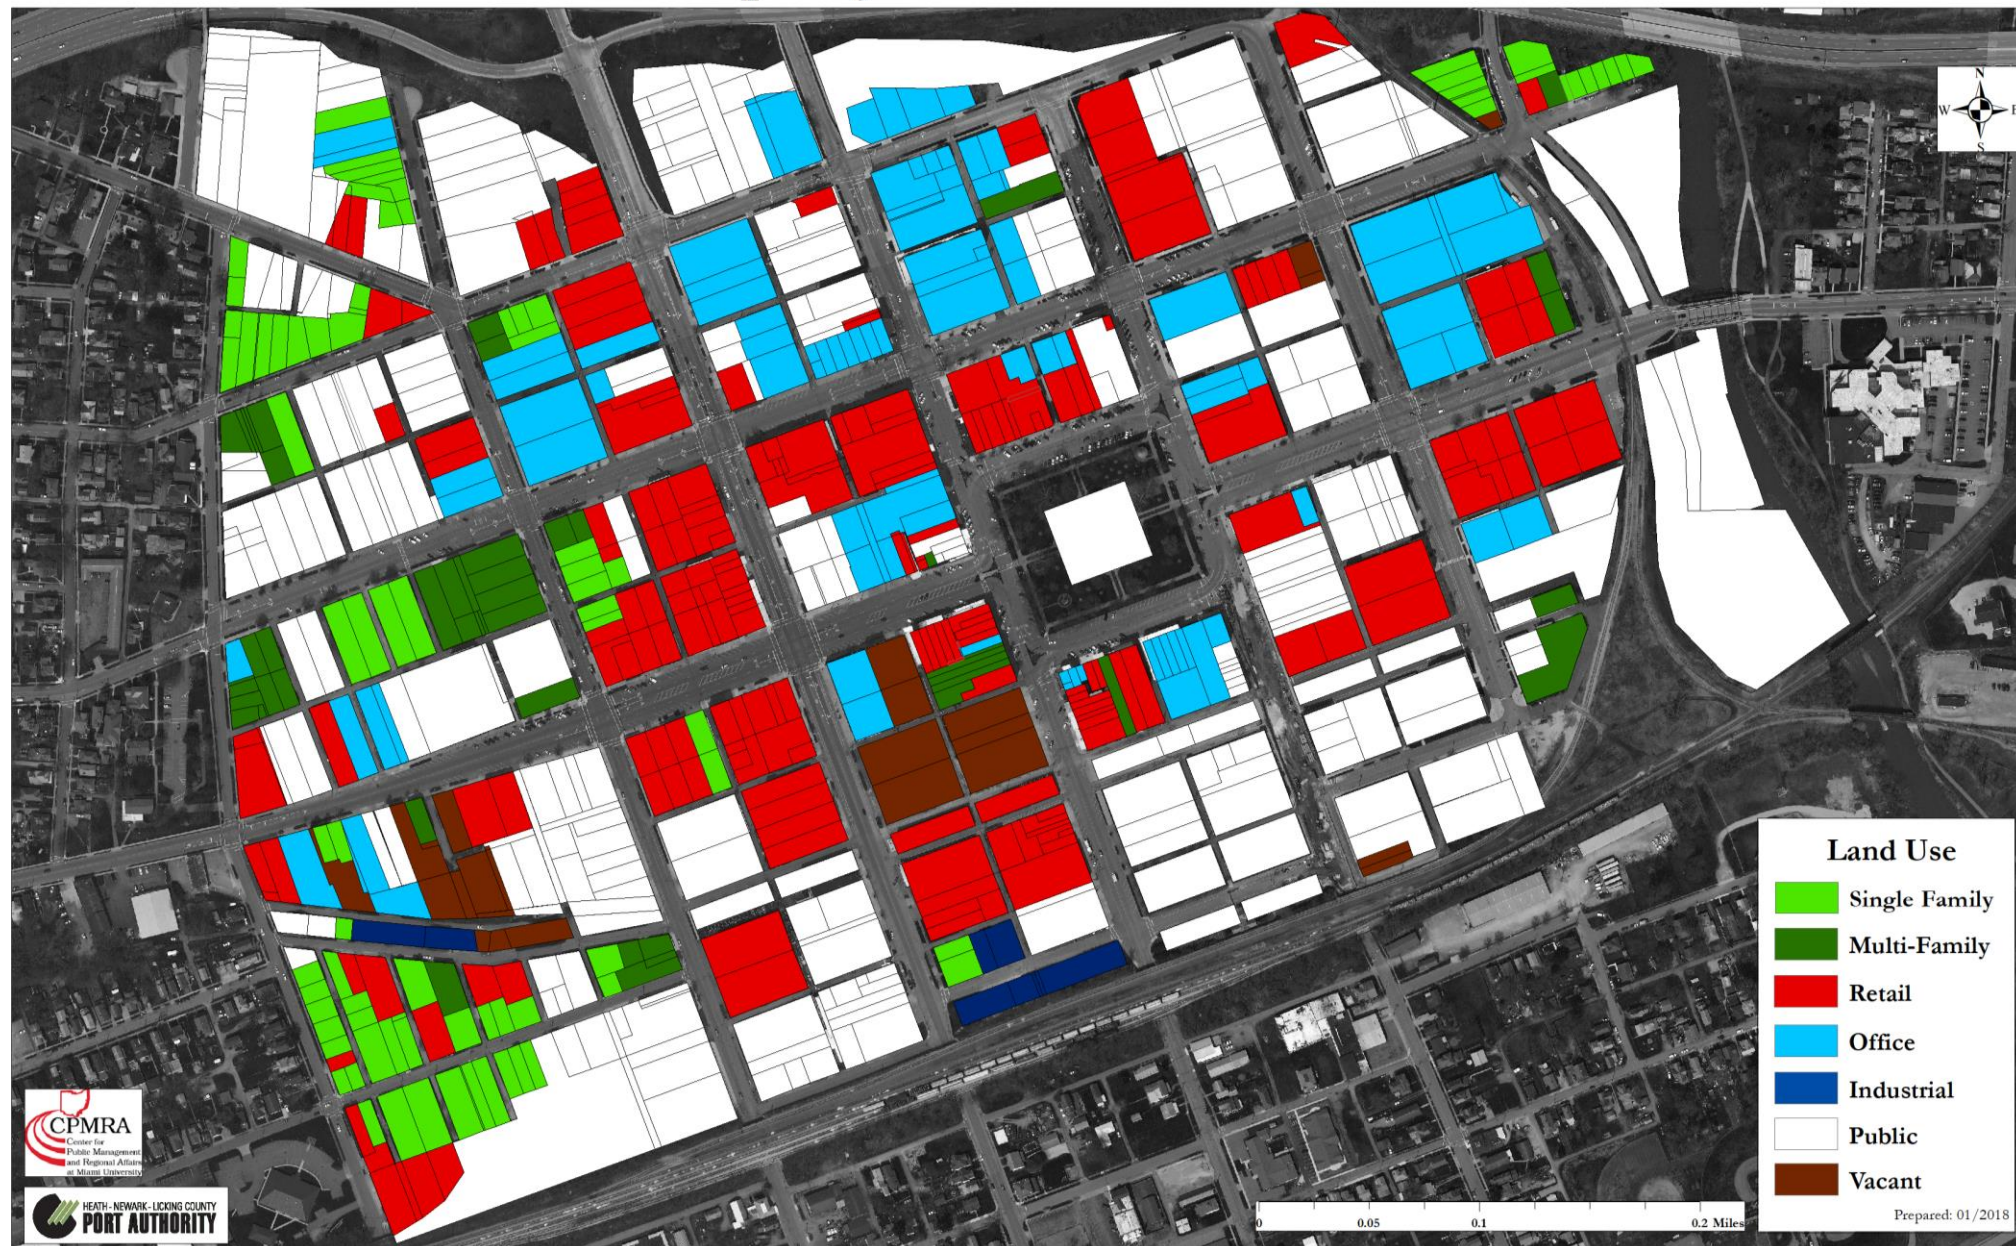 N
W E
S
Land Use
Single Family
Multi-Family
Retail
Office
Industrial
Public
Vacant
Prepared: 01/2018
0 0.05 0.1 0.2 Miles
CPMRA
Center for
Public Management
and Regional Affairs
at Miami University
HEATH-NEWARK-LICKING COUNTY
PORT AUTHORITY